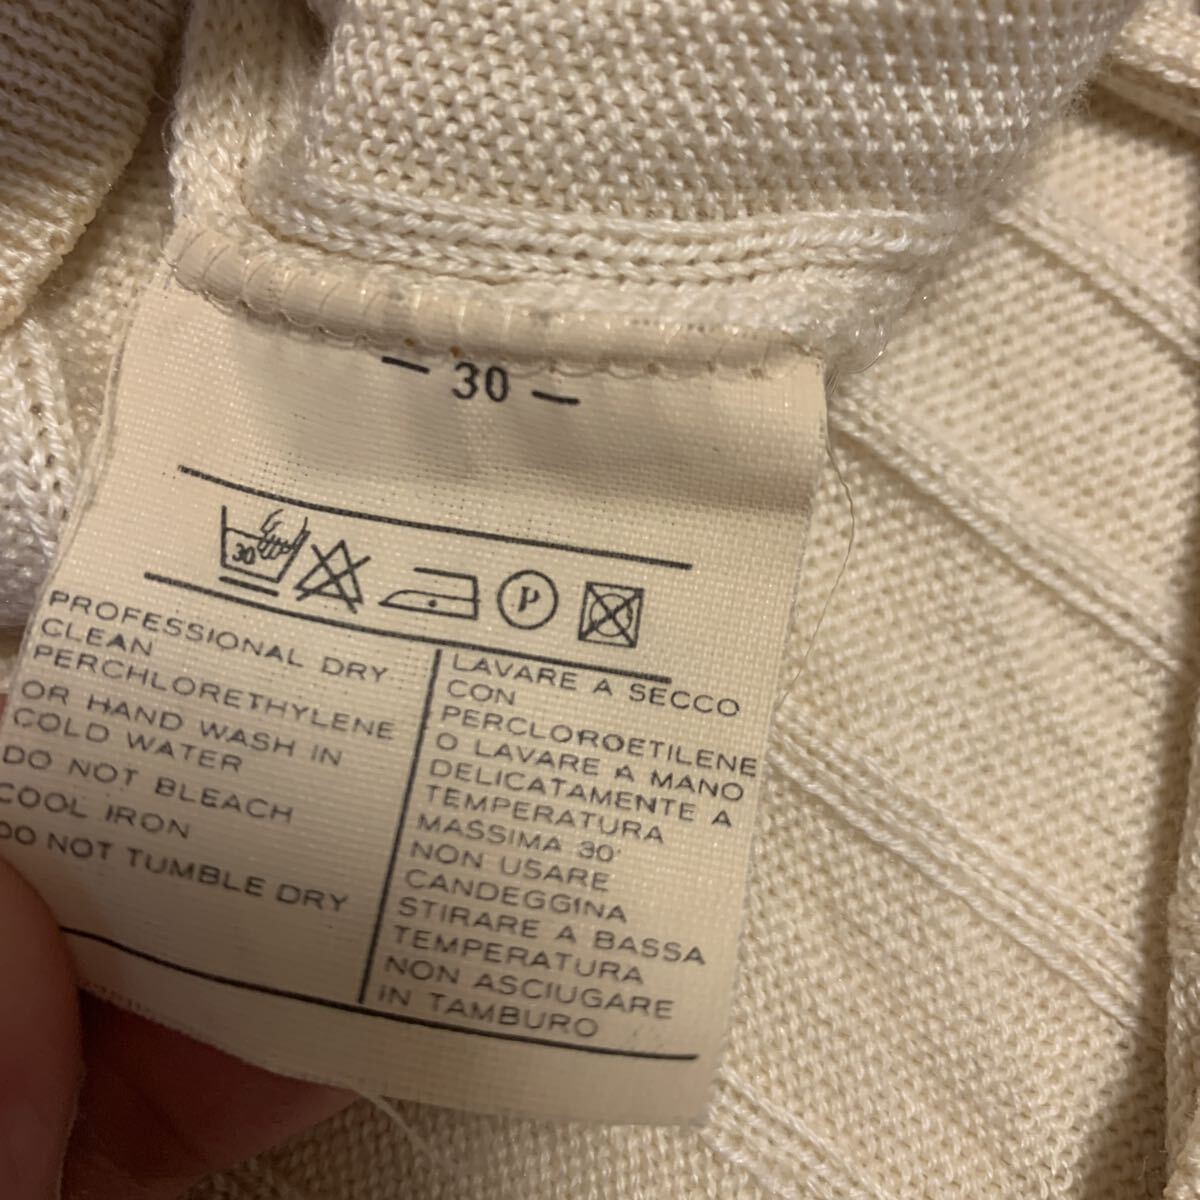 — 30 —
30
P
PROFESSIONAL DRY
CLEAN
PERCHLORETHYLENE
OR HAND WASH IN
COLD WATER
DO NOT BLEACH
COOL IRON
DO NOT TUMBLE DRY
LAVARE A SECCO
CON
PERCLOROETILENE
O LAVARE A MANO
DELICATAMENTE A
TEMPERATURA
MASSIMA 30°
NON USARE
CANDEGGINA
STIRARE A BASSA
TEMPERATURA
NON ASCIUGARE
IN TAMBURO